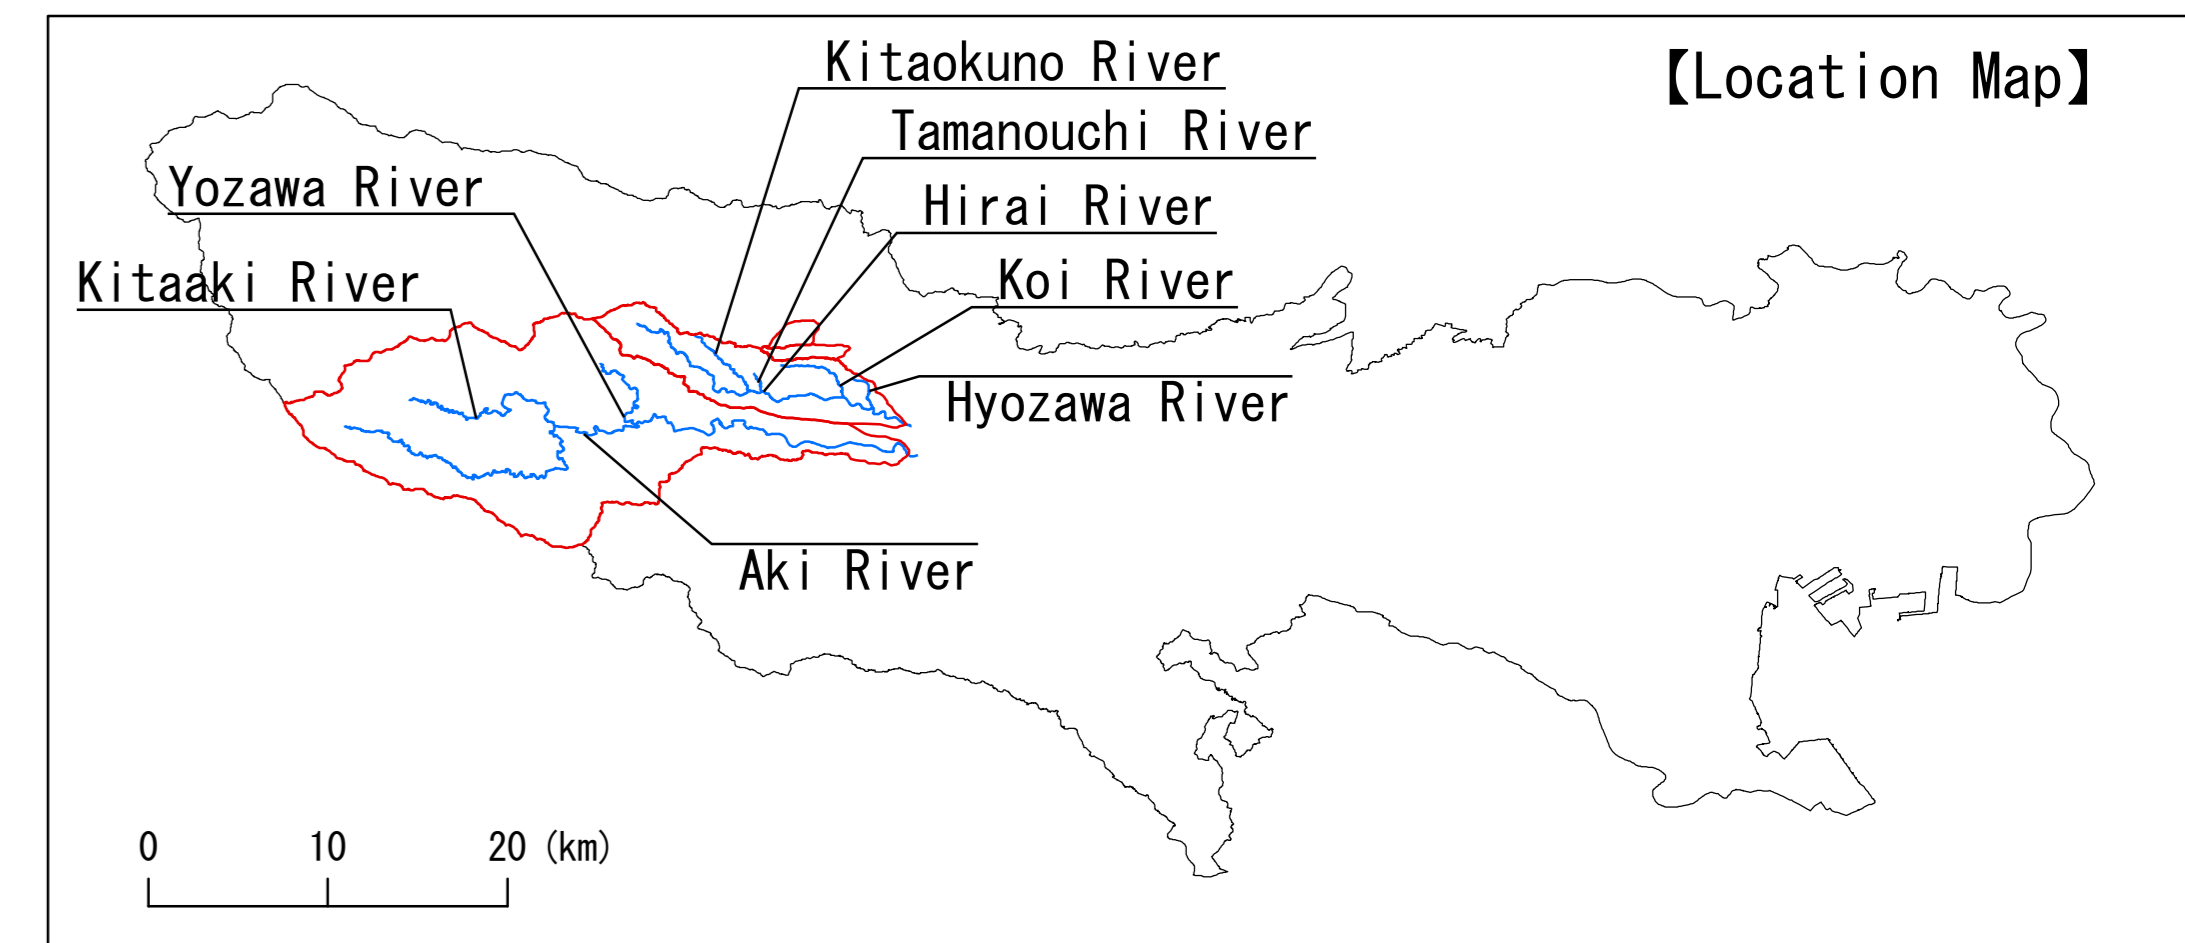 Kitaokuno River
【Location Map】
Tamanouchi River
Yozawa River
Hirai River
Kitaaki River
Koi River
Hyozawa River
Aki River
0 10 20 (km)